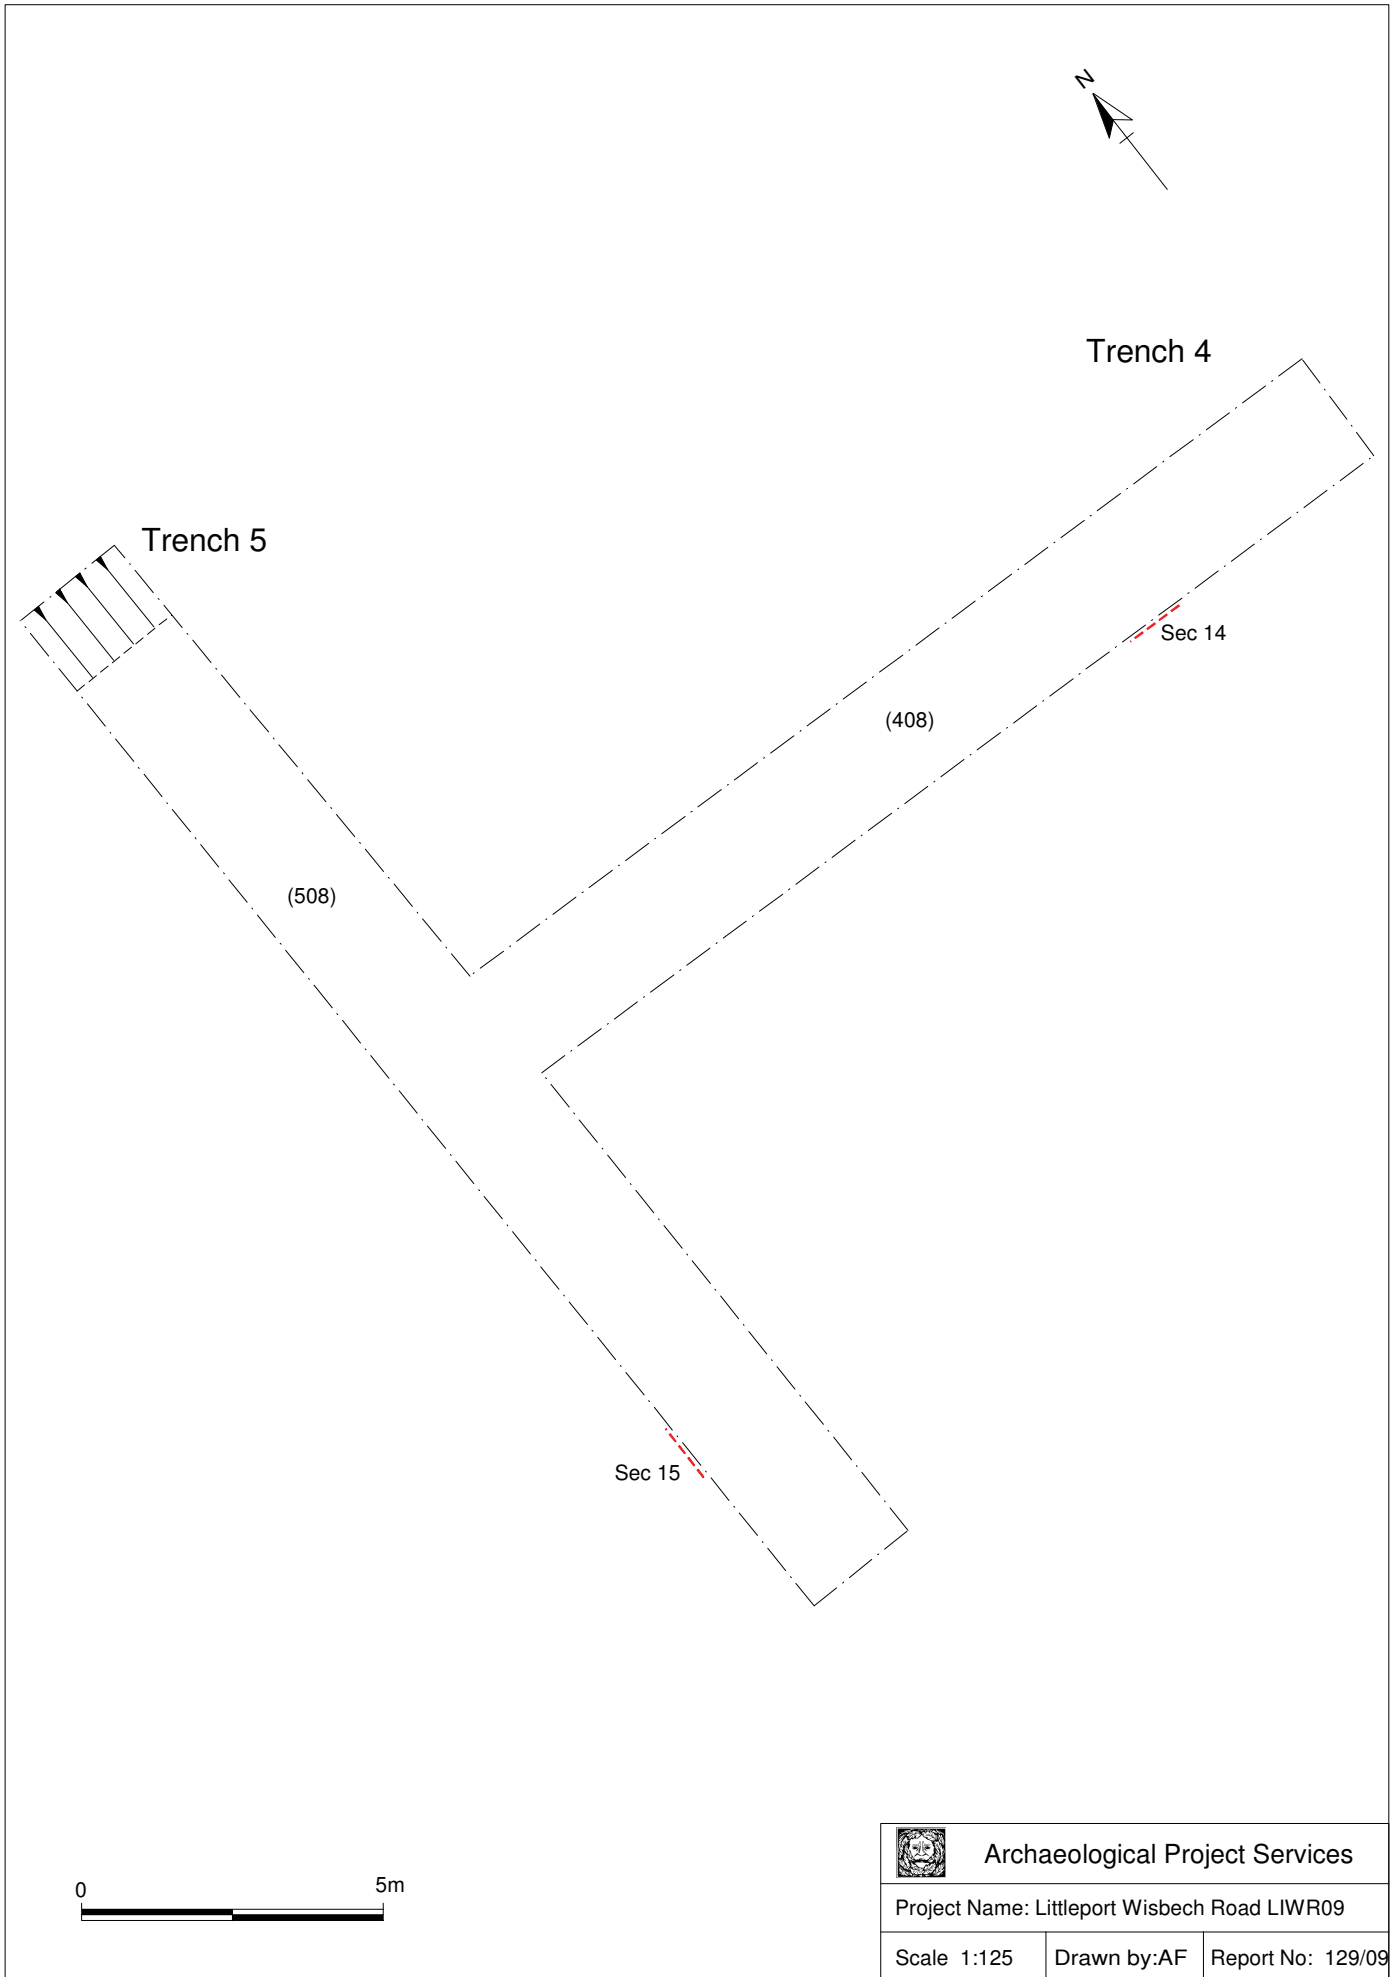 N
Trench 4
Trench 5
Sec 14
(408)
(508)
Sec 15
0 5m
Archaeological Project Services
Project Name: Littleport Wisbech Road LIWR09
Scale 1:125 Drawn by:AF Report No: 129/09